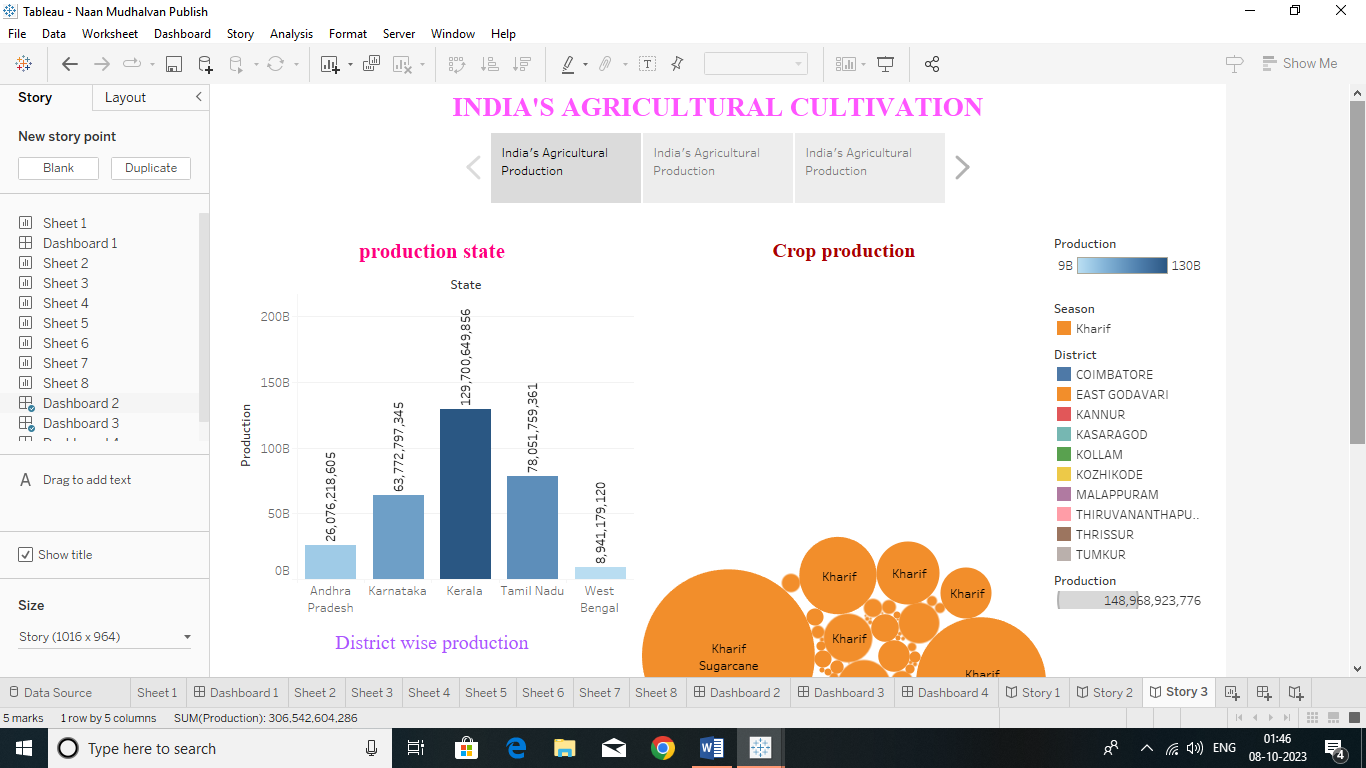 Tableau - Naan Mudhalvan Publish
File Data Worksheet Dashboard Story Analysis Format Server Window Help
Show Me
Story Layout
New story point
Blank Duplicate
Sheet 1
Dashboard 1
Sheet 2
Sheet 3
Sheet 4
Sheet 5
Sheet 6
Sheet 7
Sheet 8
Dashboard 2
Dashboard 3
A Drag to add text
Show title
Size
Story (1016 x 964)
INDIA'S AGRICULTURAL CULTIVATION
India's Agricultural
Production
India's Agricultural
Production
India's Agricultural
Production
production state
State
Production
200B
150B
100B
50B
0B
26,076,218,605
63,772,797,345
129,700,649,856
78,051,759,361
8,941,179,120
Andhra
Pradesh
Karnataka
Kerala
Tamil Nadu
West
Bengal
District wise production
Crop production
Kharif
Kharif
Kharif
Kharif
Kharif
Sugarcane
Kharif
Production
9B 130B
Season
Kharif
District
COIMBATORE
EAST GODAVARI
KANNUR
KASARAGOD
KOLLAM
KOZHIKODE
MALAPPURAM
THIRUVANANTHAPU..
THRISSUR
TUMKUR
Production
148,968,923,776
Data Source Sheet 1 Dashboard 1 Sheet 2 Sheet 3 Sheet 4 Sheet 5 Sheet 6 Sheet 7 Sheet 8 Dashboard 2 Dashboard 3 Dashboard 4 Story 1 Story 2 Story 3
5 marks 1 row by 5 columns SUM(Production): 306,542,604,286
Type here to search
ENG
01:46
08-10-2023
4